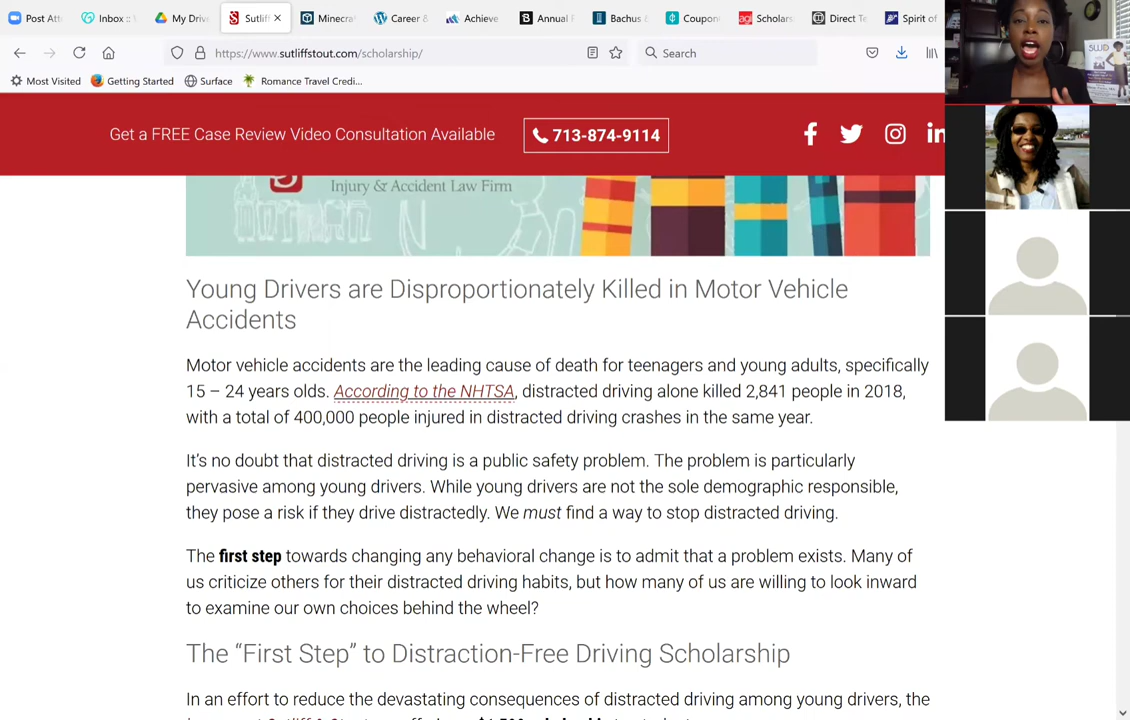 Post Att
Inbox ::
My Driv
Sutliff
Minecra
Career &
Achieve
Annual
Bachus &
Coupon
Scholars
Direct Te
Spirit of
https://www.sutliffstout.com/scholarship/
Search
Most Visited
Getting Started
Surface
Romance Travel Credi...
Get a FREE Case Review Video Consultation Available
713-874-9114
Injury & Accident Law Firm
Young Drivers are Disproportionately Killed in Motor Vehicle
Accidents
Motor vehicle accidents are the leading cause of death for teenagers and young adults, specifically
15 – 24 years olds. According to the NHTSA, distracted driving alone killed 2,841 people in 2018,
with a total of 400,000 people injured in distracted driving crashes in the same year.
It's no doubt that distracted driving is a public safety problem. The problem is particularly
pervasive among young drivers. While young drivers are not the sole demographic responsible,
they pose a risk if they drive distractedly. We must find a way to stop distracted driving.
The first step towards changing any behavioral change is to admit that a problem exists. Many of
us criticize others for their distracted driving habits, but how many of us are willing to look inward
to examine our own choices behind the wheel?
The “First Step” to Distraction-Free Driving Scholarship
In an effort to reduce the devastating consequences of distracted driving among young drivers, the